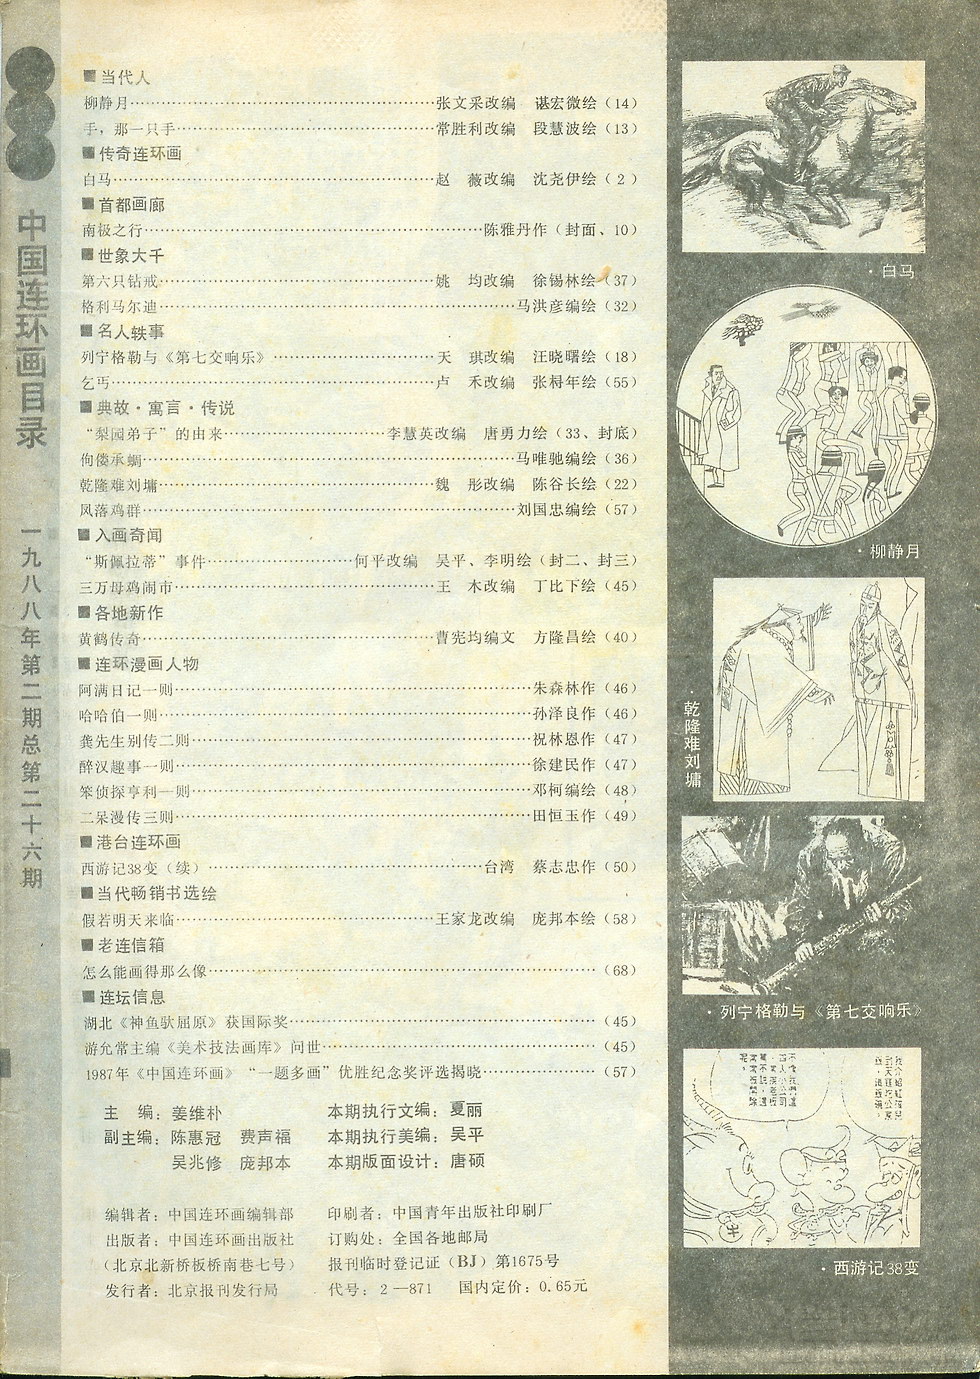 中国连环画目录
一九八八年第二期总第二十六期
■当代人
柳静月……张文采改编 谌宏微绘（14）
手，那一只手……常胜利改编 段慧波绘（13）
■传奇连环画
白马……赵 薇改编 沈尧伊绘（2）
■首都画廊
南极之行……陈雅丹作（封面、10）
■世象大千
第六只钻戒……姚 均改编 徐锡林绘（37）
格利马尔迪……马洪彦编绘（32）
■名人轶事
列宁格勒与《第七交响乐》……天 琪改编 汪晓曙绘（18）
乞丐……卢 禾改编 张桪年绘（55）
■典故·寓言·传说
“梨园弟子”的由来……李慧英改编 唐勇力绘（33、封底）
佝偻承蜩……马唯驰编绘（36）
乾隆难刘墉……魏 彤改编 陈谷长绘（22）
凤落鸡群……刘国忠编绘（57）
■入画奇闻
“斯佩拉蒂”事件……何平改编 吴平、李明绘（封二、封三）
三万母鸡闹市……王 木改编 丁比下绘（45）
■各地新作
黄鹤传奇……曹宪均编文 方隆昌绘（40）
■连环漫画人物
阿满日记一则……朱森林作（46）
哈哈伯一则……孙泽良作（46）
龚先生别传二则……祝林恩作（47）
醉汉趣事一则……徐建民作（47）
笨侦探亨利一则……邓柯编绘（48）
二呆漫传三则……田恒玉作（49）
■港台连环画
西游记38变（续）……台湾 蔡志忠作（50）
■当代畅销书选绘
假若明天来临……王家龙改编 庞邦本绘（58）
■老连信箱
怎么能画得那么像……（68）
■连坛信息
湖北《神鱼驮屈原》获国际奖……（45）
游允常主编《美术技法画库》问世……（45）
1987年《中国连环画》“一题多画”优胜纪念奖评选揭晓……（57）
主 编：姜维朴 本期执行文编：夏丽
副主编：陈惠冠 费声福 本期执行美编：吴平
吴兆修 庞邦本 本期版面设计：唐硕
编辑者：中国连环画编辑部 印刷者：中国青年出版社印刷厂
出版者：中国连环画出版社 订购处：全国各地邮局
（北京北新桥板桥南巷七号） 报刊临时登记证（BJ）第1675号
发行者：北京报刊发行局 代号：2—871 国内定价：0.65元
·白马
·柳静月
·乾隆难刘墉
·列宁格勒与《第七交响乐》
·西游记38变